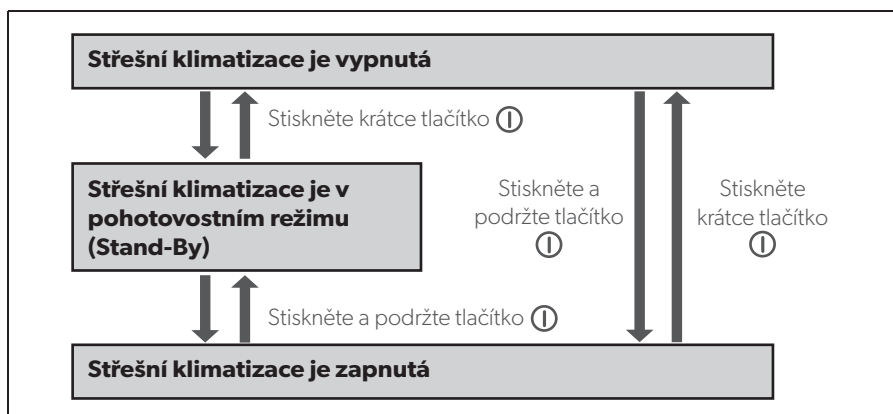 Střešní klimatizace je vypnutá
Stiskněte krátce tlačítko
Střešní klimatizace je v
pohotovostním režimu
(Stand-By)
Stiskněte a
podržte tlačítko
Stiskněte
krátce tlačítko
Stiskněte a podržte tlačítko
Střešní klimatizace je zapnutá